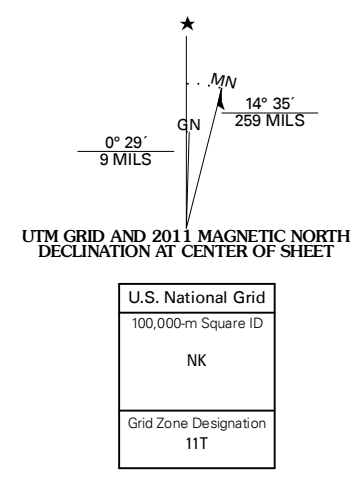 MN
GN
14° 35´
259 MILS
0° 29´
9 MILS
UTM GRID AND 2011 MAGNETIC NORTH
DECLINATION AT CENTER OF SHEET
U.S. National Grid
100,000-m Square ID
NK
Grid Zone Designation
11T